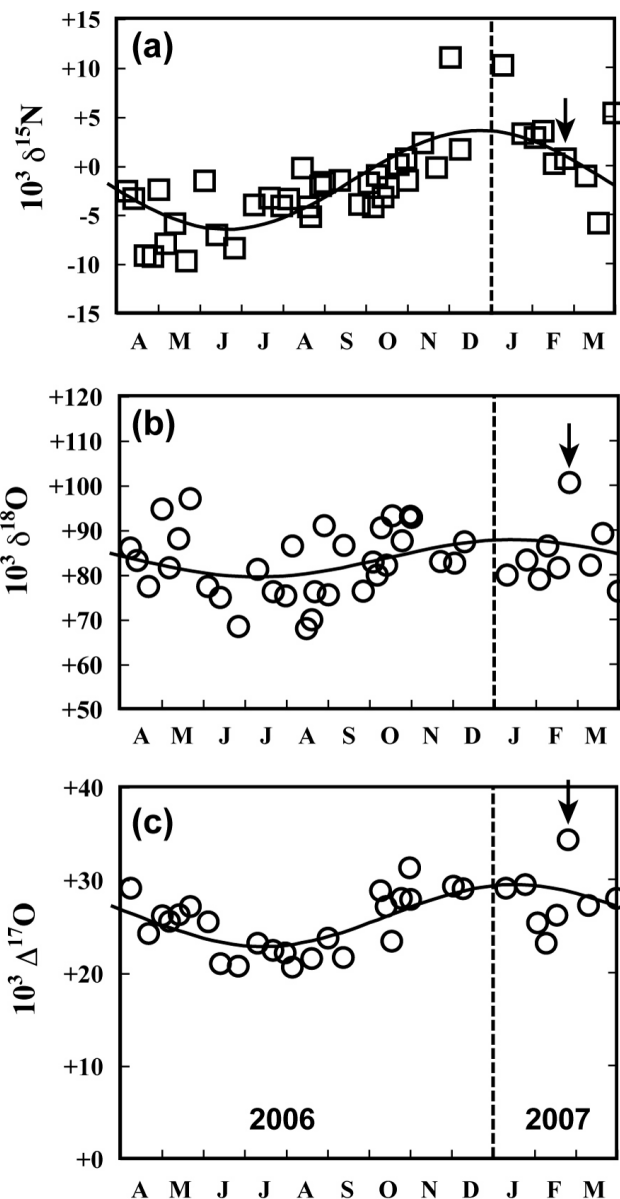 +15
(a)
+10
+5
+0
-5
-10
-15
10³ δ¹⁵N
A M J J A S O N D J F M
+120
(b)
+110
+100
+90
+80
+70
+60
+50
10³ δ¹⁸O
A M J J A S O N D J F M
+40
(c)
+30
+20
+10
+0
10³ Δ¹⁷O
2006 2007
A M J J A S O N D J F M